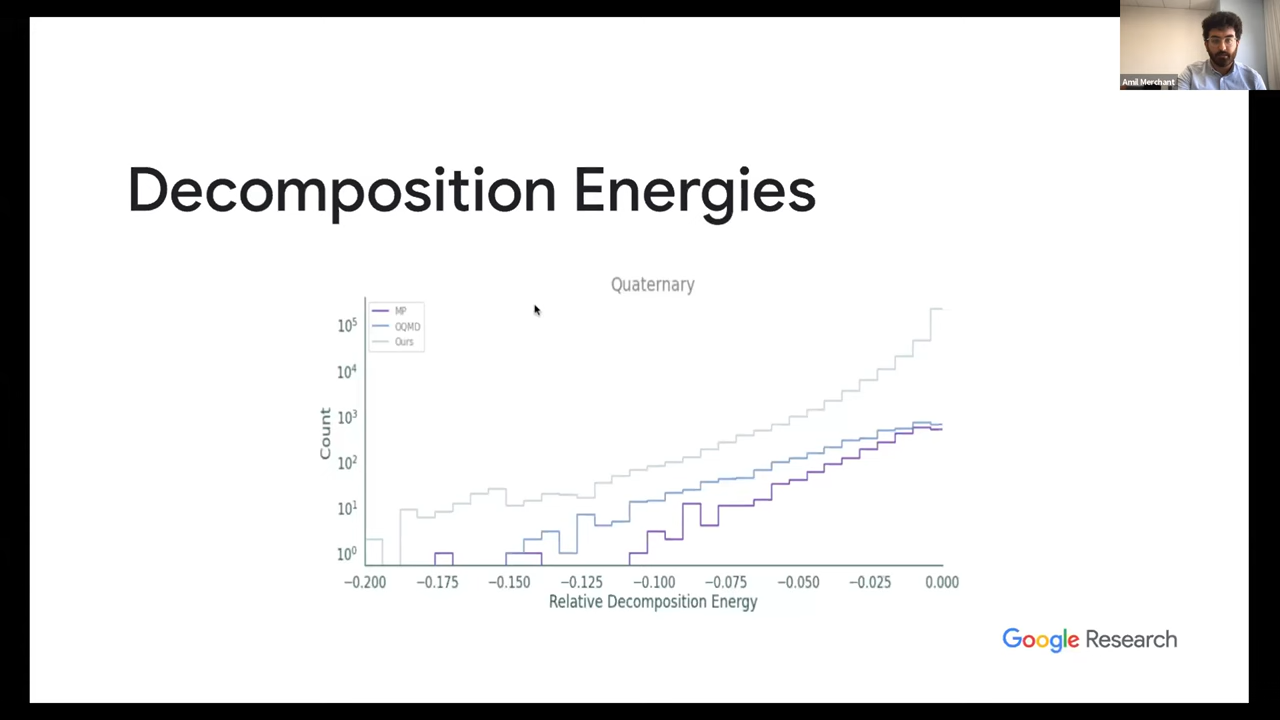 Amil Merchant
Decomposition Energies
Quaternary
MP
OQMD
Ours
10⁵
10⁴
10³
10²
10¹
10⁰
Count
−0.200 −0.175 −0.150 −0.125 −0.100 −0.075 −0.050 −0.025 0.000
Relative Decomposition Energy
Google Research